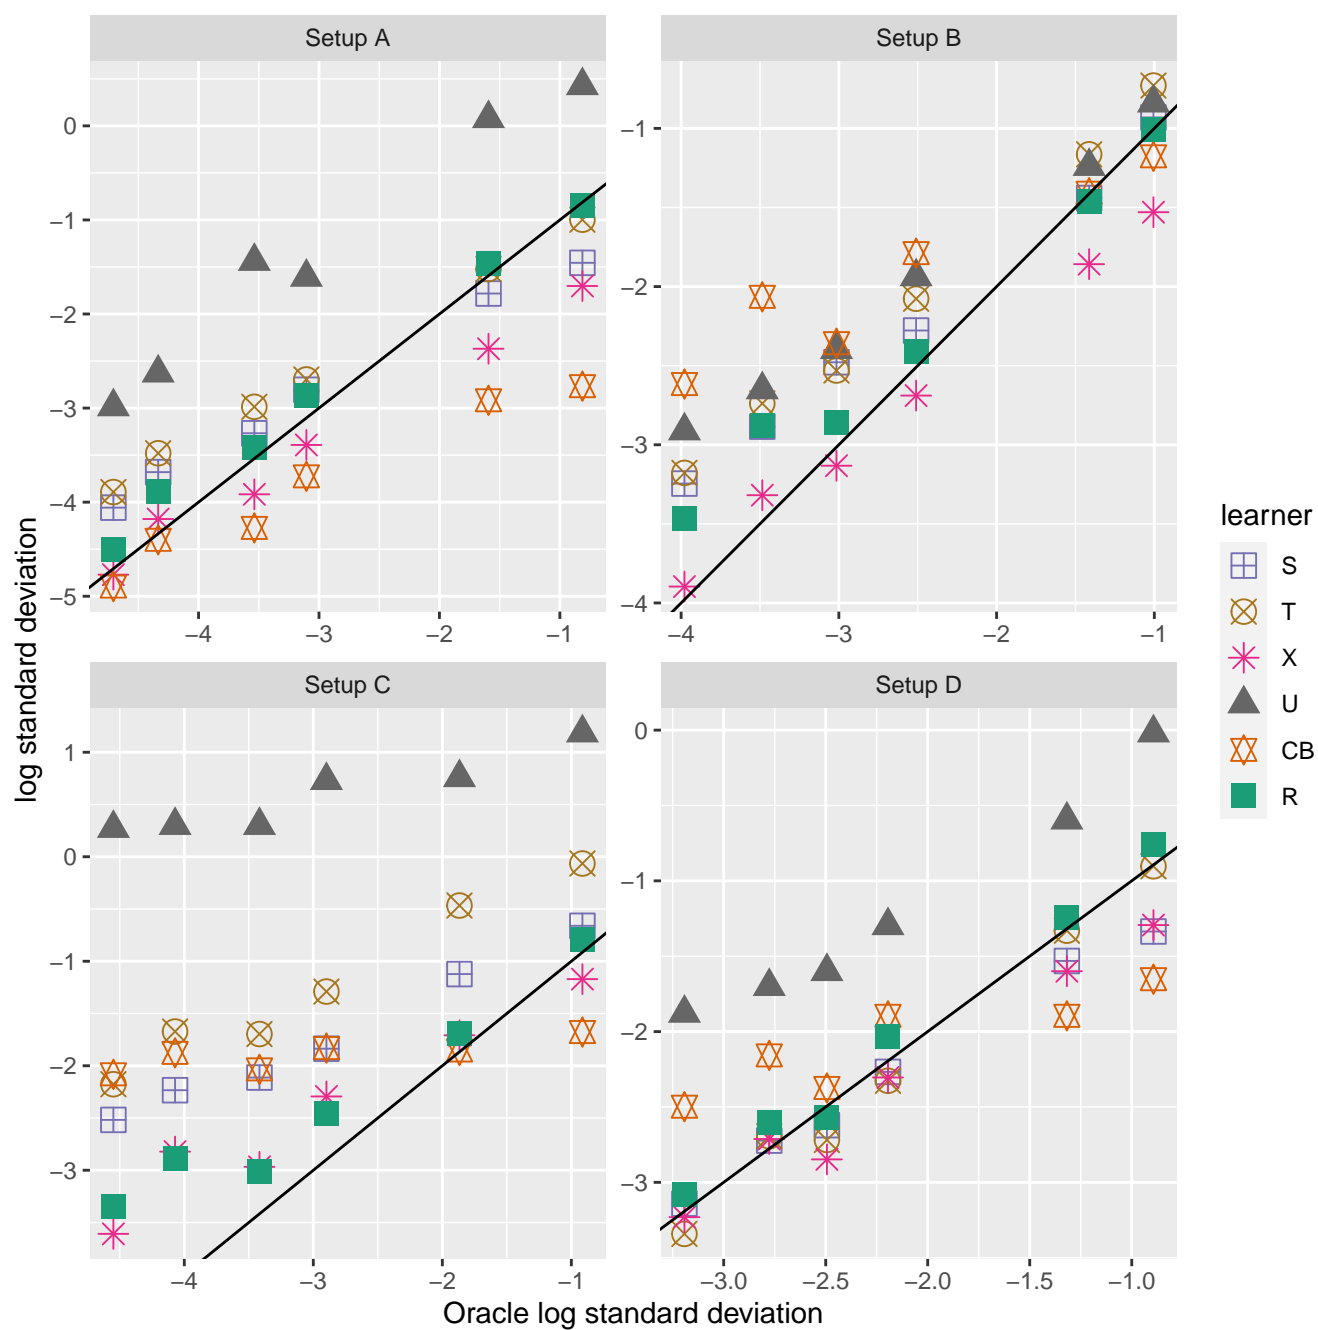 Setup A
Setup B
0
−1
−2
−3
−4
−5
−4
−3
−2
−1
−1
−2
−3
−4
−4
−3
−2
−1
Setup C
Setup D
1
0
−1
−2
−3
−4
−3
−2
−1
0
−1
−2
−3
−3.0
−2.5
−2.0
−1.5
−1.0
log standard deviation
Oracle log standard deviation
learner
S
T
X
U
CB
R